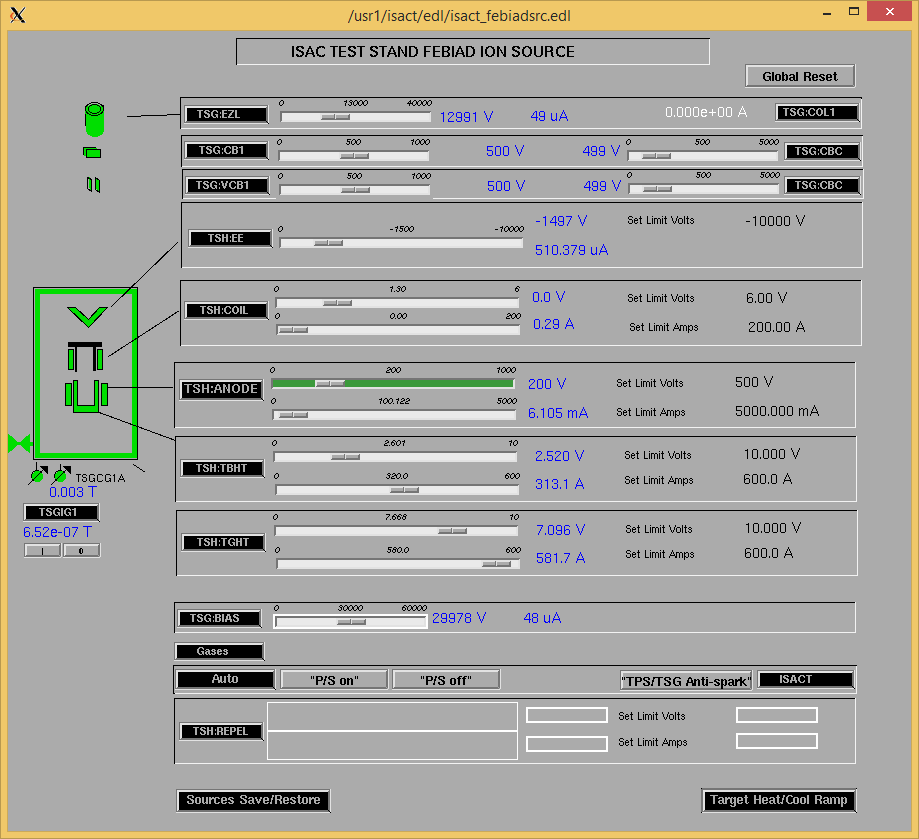 /usr1/isact/edl/isact_febiadsrc.edl
ISAC TEST STAND FEBIAD ION SOURCE
Global Reset
0 13000 40000
TSG:EZL 12991 V 49 uA 0.000e+00 A TSG:COL1
0 500 1000 0 500 5000
TSG:CB1 500 V 499 V TSG:CBC
0 500 1000 0 500 5000
TSG:VCB1 500 V 499 V TSG:CBC
-1497 V Set Limit Volts -10000 V
0 -1500 -10000
TSH:EE
510.379 uA
0 1.30 6
0.0 V Set Limit Volts 6.00 V
TSH:COIL
0 0.00 200
0.29 A Set Limit Amps 200.00 A
0 200 1000
200 V Set Limit Volts 500 V
TSH:ANODE
0 100.122 5000
6.105 mA Set Limit Amps 5000.000 mA
0 2.601 10
2.520 V Set Limit Volts 10.000 V
TSH:TBHT
0 320.0 600
313.1 A Set Limit Amps 600.0 A
TSGCG1A
0.003 T
TSGIG1
6.52e-07 T
I 0
0 7.668 10
7.096 V Set Limit Volts 10.000 V
TSH:TGHT
0 580.0 600
581.7 A Set Limit Amps 600.0 A
0 30000 60000
TSG:BIAS 29978 V 48 uA
Gases
Auto "P/S on" "P/S off" "TPS/TSG Anti-spark" ISACT
Set Limit Volts
TSH:REPEL
Set Limit Amps
Sources Save/Restore Target Heat/Cool Ramp